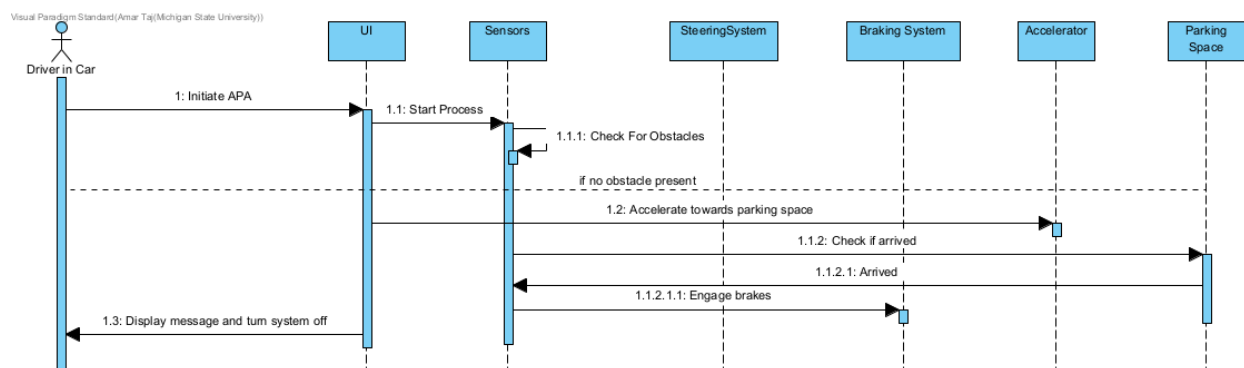 Visual Paradigm Standard(Amar Taj(Michigan State University))
UI
Sensors
SteeringSystem
Braking System
Accelerator
Parking
Space
Driver in Car
1: Initiate APA
1.1: Start Process
1.1.1: Check For Obstacles
if no obstacle present
1.2: Accelerate towards parking space
1.1.2: Check if arrived
1.1.2.1: Arrived
1.1.2.1.1: Engage brakes
1.3: Display message and turn system off